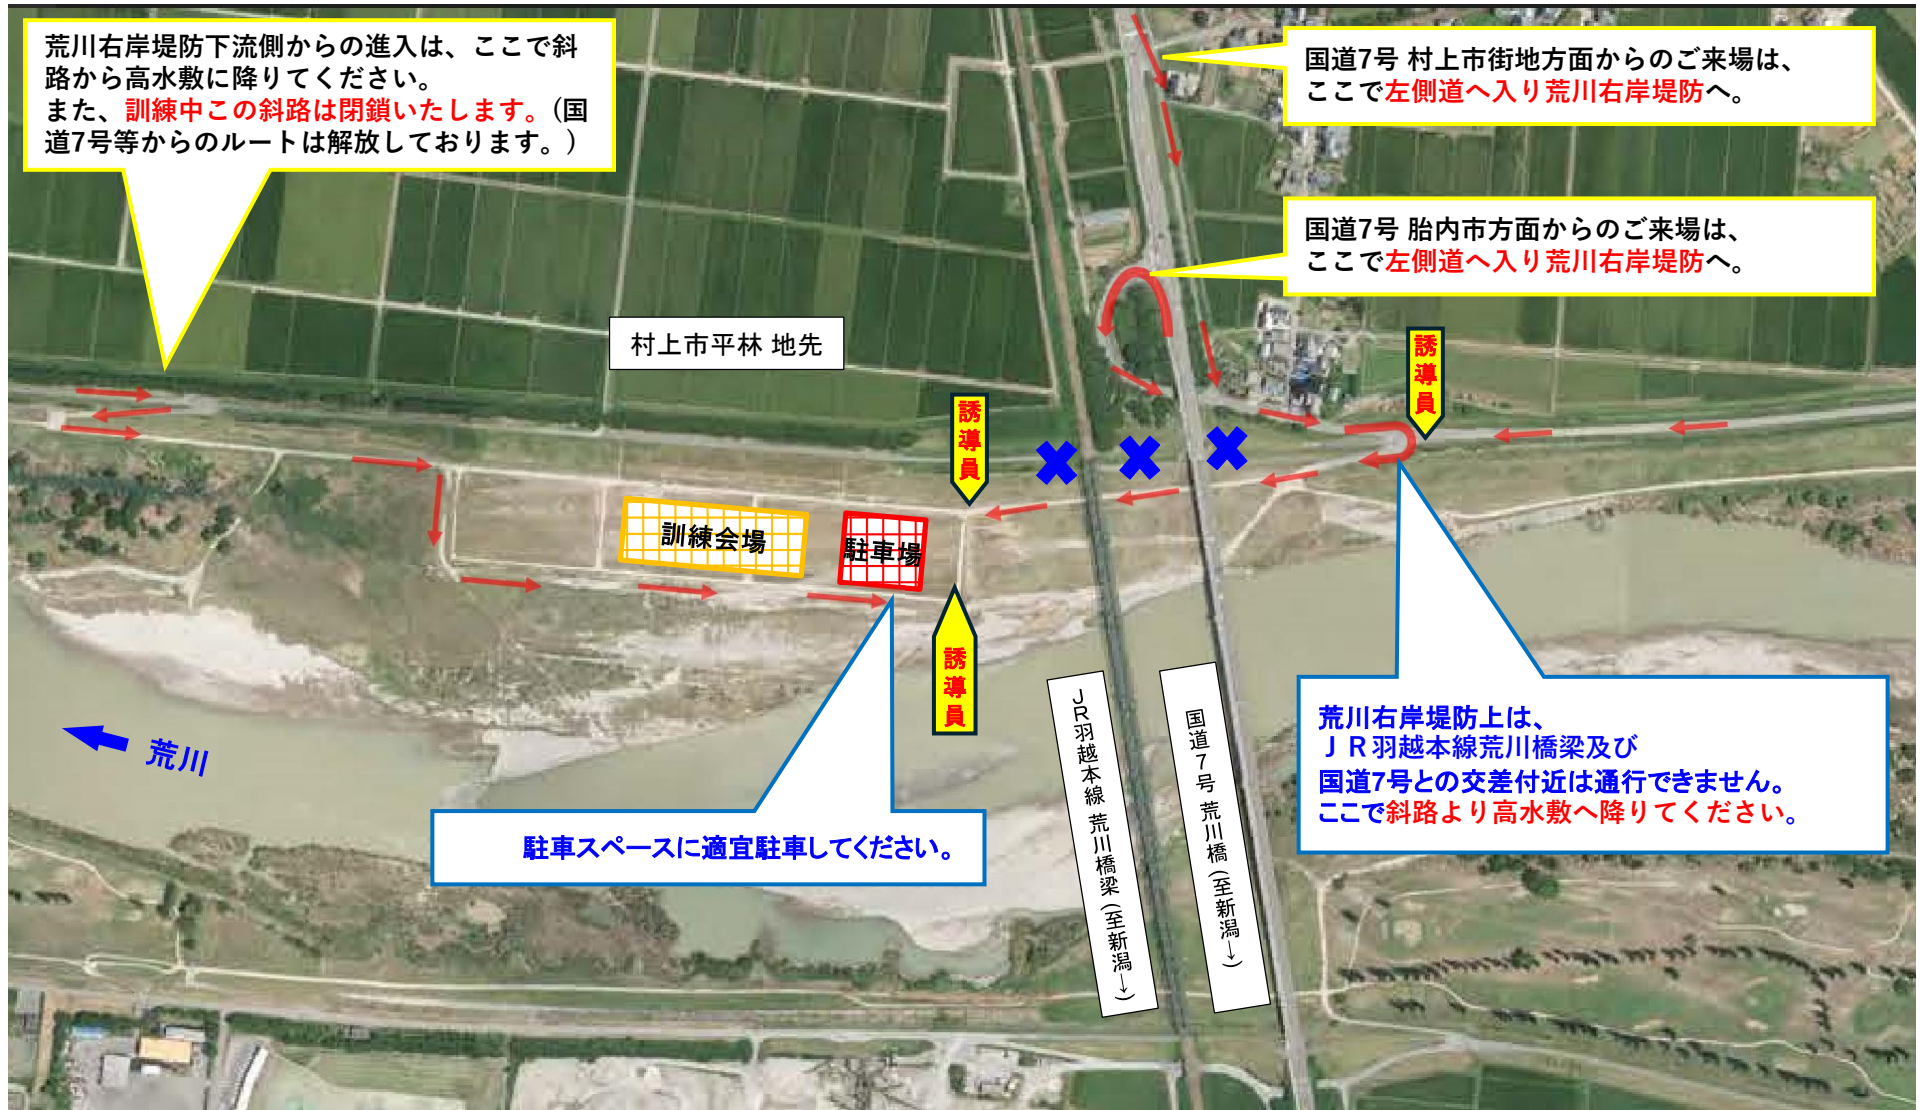 荒川右岸堤防下流側からの進入は、ここで斜
路から高水敷に降りてください。
また、訓練中この斜路は閉鎖いたします。(国
道7号等からのルートは解放しております。)
国道7号 村上市街地方面からのご来場は、
ここで左側道へ入り荒川右岸堤防へ。
国道7号 胎内市方面からのご来場は、
ここで左側道へ入り荒川右岸堤防へ。
村上市平林 地先
誘導員
誘導員
訓練会場
駐車場
誘導員
荒川
駐車スペースに適宜駐車してください。
JR羽越本線 荒川橋梁(至新潟→)
国道7号 荒川橋(至新潟→)
荒川右岸堤防上は、
JR羽越本線荒川橋梁及び
国道7号との交差付近は通行できません。
ここで斜路より高水敷へ降りてください。